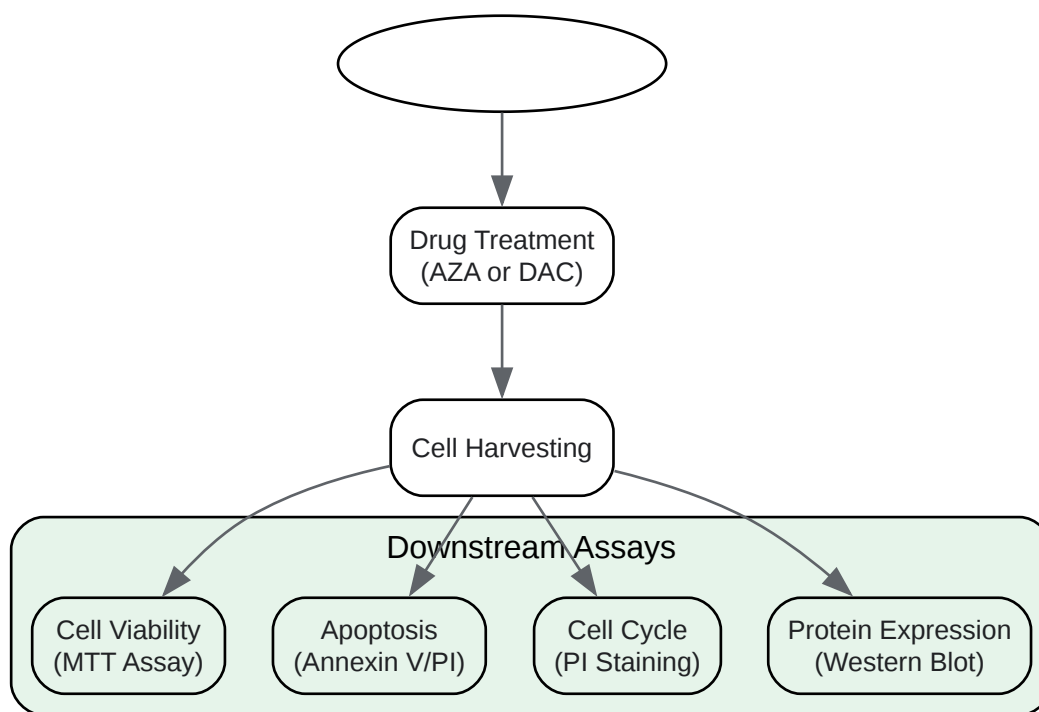 Drug Treatment
(AZA or DAC)
Cell Harvesting
Downstream Assays
Cell Viability
(MTT Assay)
Apoptosis
(Annexin V/PI)
Cell Cycle
(PI Staining)
Protein Expression
(Western Blot)